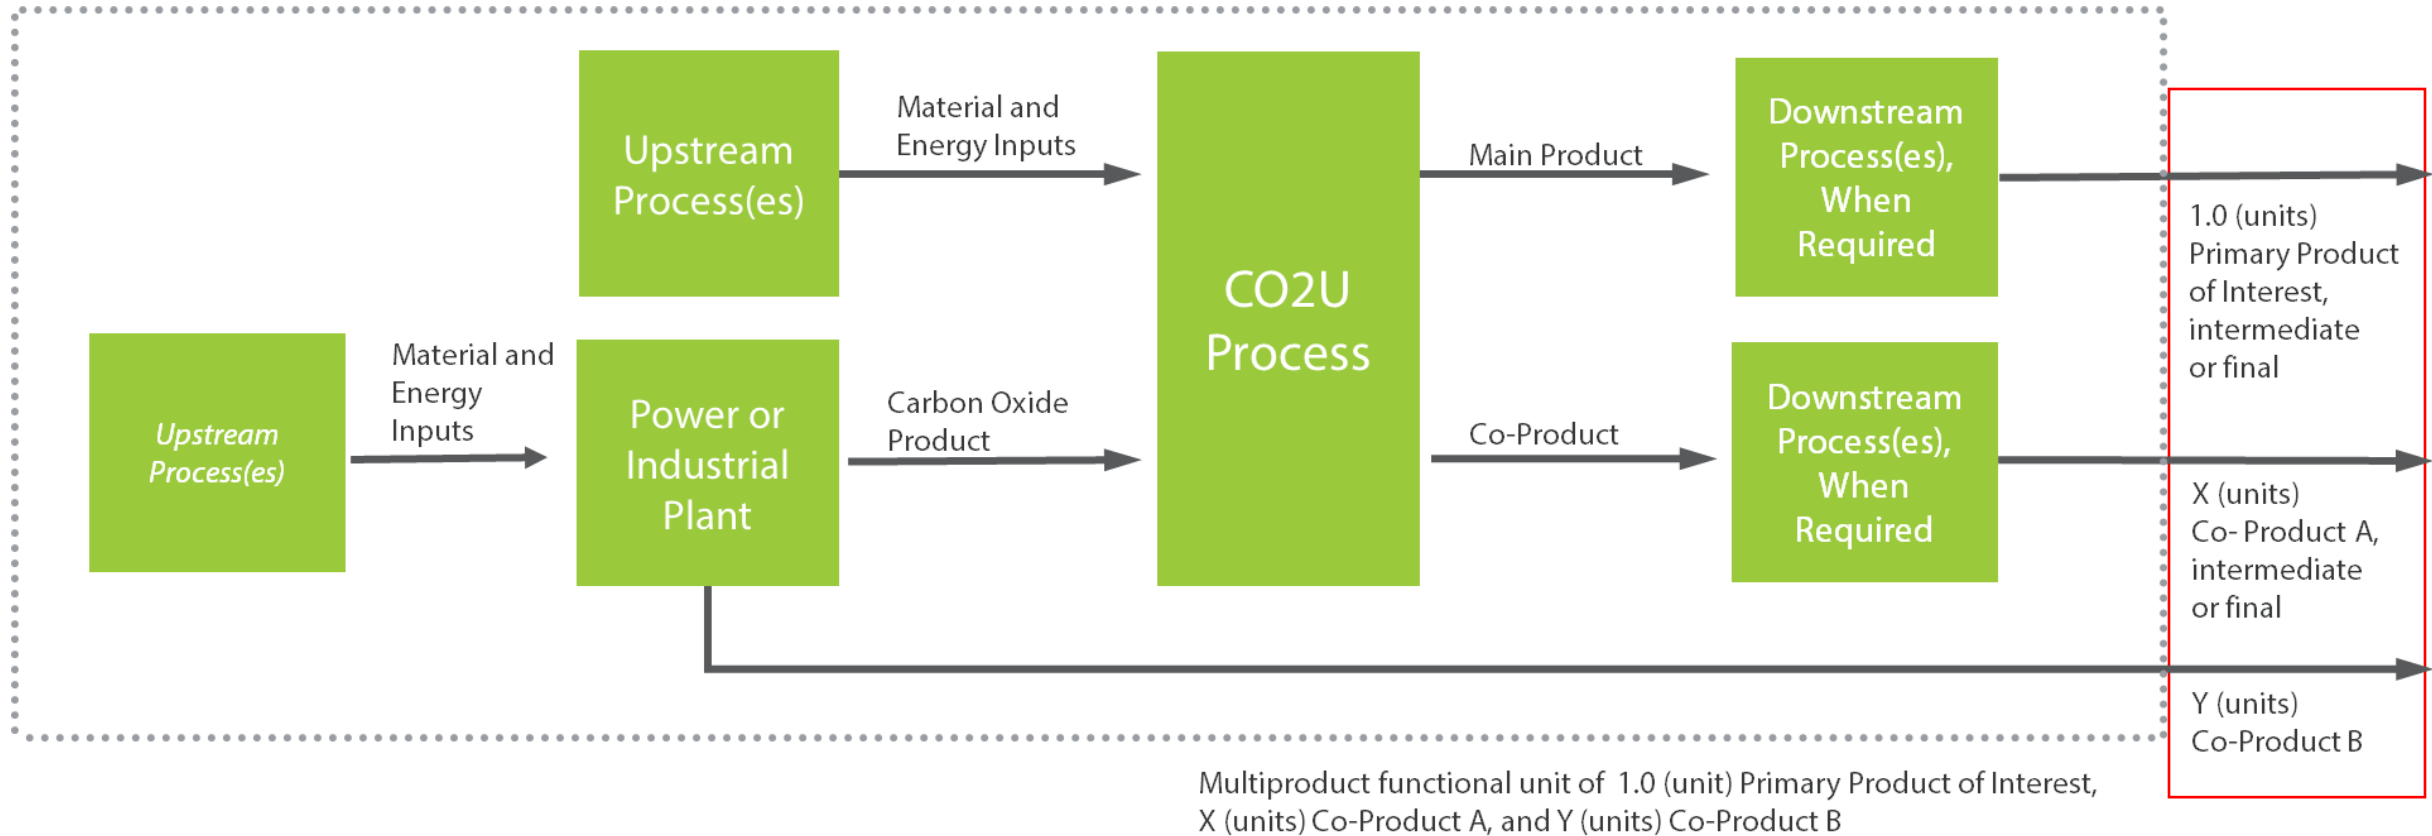 Upstream
Process(es)
Material and
Energy Inputs
CO2U
Process
Main Product
Downstream
Process(es),
When
Required
1.0 (units)
Primary Product
of Interest,
intermediate
or final
Upstream
Process(es)
Material and
Energy
Inputs
Power or
Industrial
Plant
Carbon Oxide
Product
Co-Product
Downstream
Process(es),
When
Required
X (units)
Co- Product A,
intermediate
or final
Y (units)
Co-Product B
Multiproduct functional unit of 1.0 (unit) Primary Product of Interest,
X (units) Co-Product A, and Y (units) Co-Product B